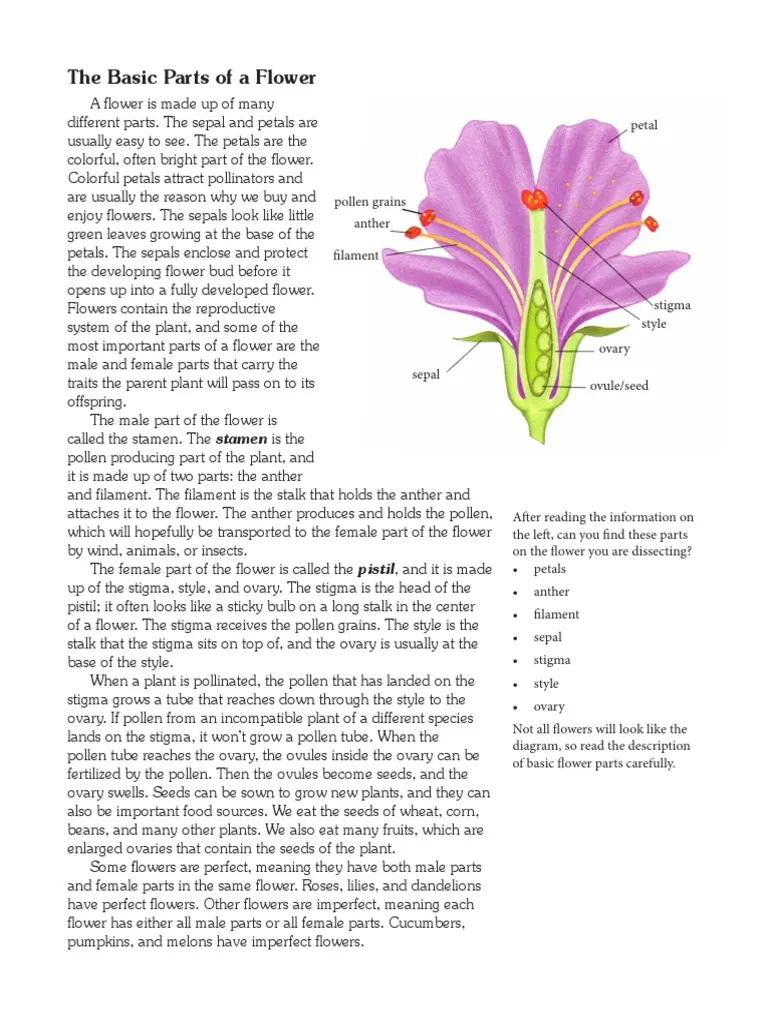 The Basic Parts of a Flower
A flower is made up of many
different parts. The sepal and petals are
usually easy to see. The petals are the
colorful, often bright part of the flower.
Colorful petals attract pollinators and
are usually the reason why we buy and
enjoy flowers. The sepals look like little
green leaves growing at the base of the
petals. The sepals enclose and protect
the developing flower bud before it
opens up into a fully developed flower.
Flowers contain the reproductive
system of the plant, and some of the
most important parts of a flower are the
male and female parts that carry the
traits the parent plant will pass on to its
offspring.
The male part of the flower is
called the stamen. The stamen is the
pollen producing part of the plant, and
it is made up of two parts: the anther
and filament. The filament is the stalk that holds the anther and
attaches it to the flower. The anther produces and holds the pollen,
which will hopefully be transported to the female part of the flower
by wind, animals, or insects.
The female part of the flower is called the pistil, and it is made
up of the stigma, style, and ovary. The stigma is the head of the
pistil; it often looks like a sticky bulb on a long stalk in the center
of a flower. The stigma receives the pollen grains. The style is the
stalk that the stigma sits on top of, and the ovary is usually at the
base of the style.
When a plant is pollinated, the pollen that has landed on the
stigma grows a tube that reaches down through the style to the
ovary. If pollen from an incompatible plant of a different species
lands on the stigma, it won't grow a pollen tube. When the
pollen tube reaches the ovary, the ovules inside the ovary can be
fertilized by the pollen. Then the ovules become seeds, and the
ovary swells. Seeds can be sown to grow new plants, and they can
also be important food sources. We eat the seeds of wheat, corn,
beans, and many other plants. We also eat many fruits, which are
enlarged ovaries that contain the seeds of the plant.
Some flowers are perfect, meaning they have both male parts
and female parts in the same flower. Roses, lilies, and dandelions
have perfect flowers. Other flowers are imperfect, meaning each
flower has either all male parts or all female parts. Cucumbers,
pumpkins, and melons have imperfect flowers.
petal
pollen grains
anther
filament
stigma
style
ovary
sepal
ovule/seed
After reading the information on
the left, can you find these parts
on the flower you are dissecting?
• petals
• anther
• filament
• sepal
• stigma
• style
• ovary
Not all flowers will look like the
diagram, so read the description
of basic flower parts carefully.